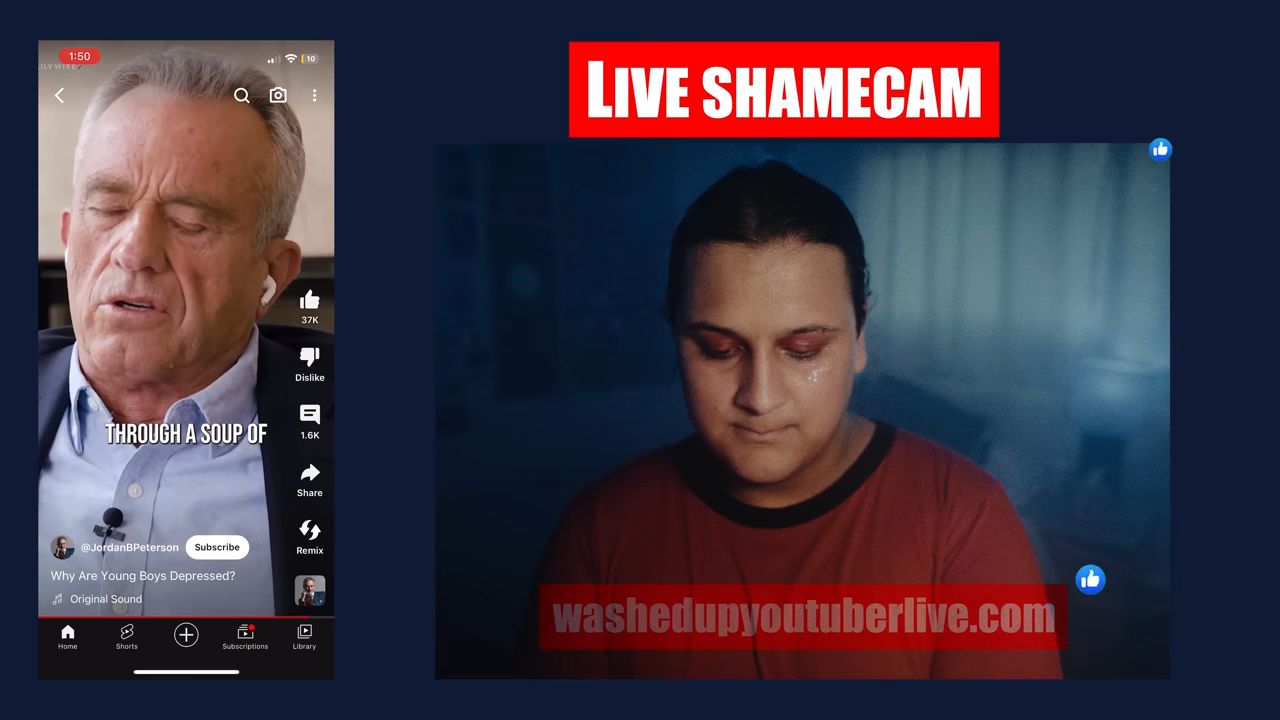 1:50
10
37K
Dislike
1.6K
THROUGH A SOUP OF
Share
@JordanBPeterson
Subscribe
Remix
Why Are Young Boys Depressed?
Original Sound
Home
Shorts
Subscriptions
Library
LIVE SHAMECAM
washedupyoutuberlive.com